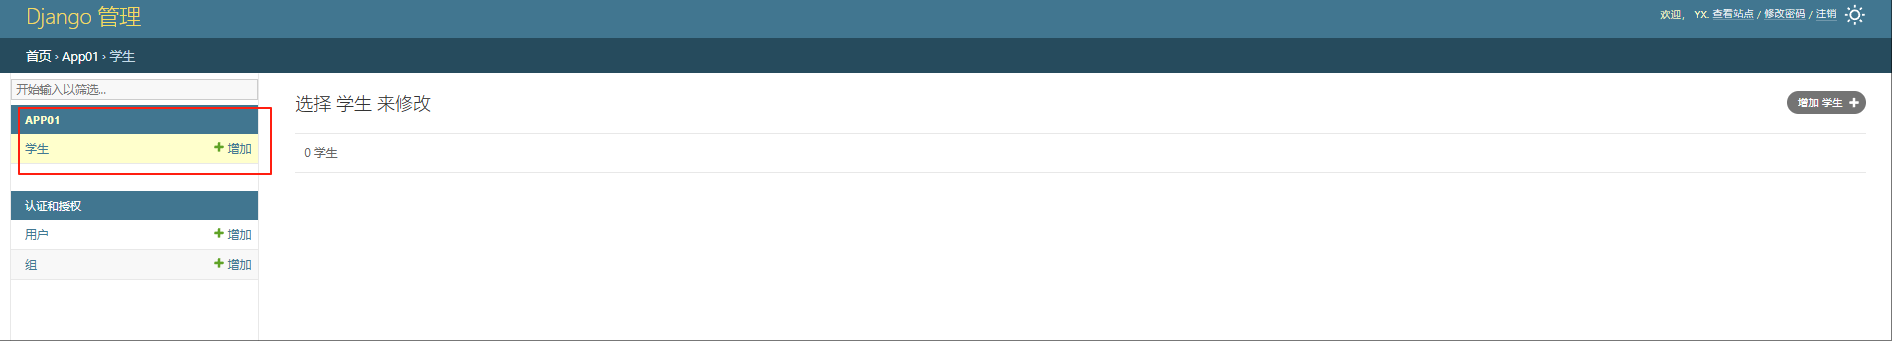 Django 管理
欢迎， YX. 查看站点 / 修改密码 / 注销
首页 › App01 › 学生
开始输入以筛选...
APP01
学生 增加
认证和授权
用户 增加
组 增加
选择 学生 来修改
增加 学生
0 学生